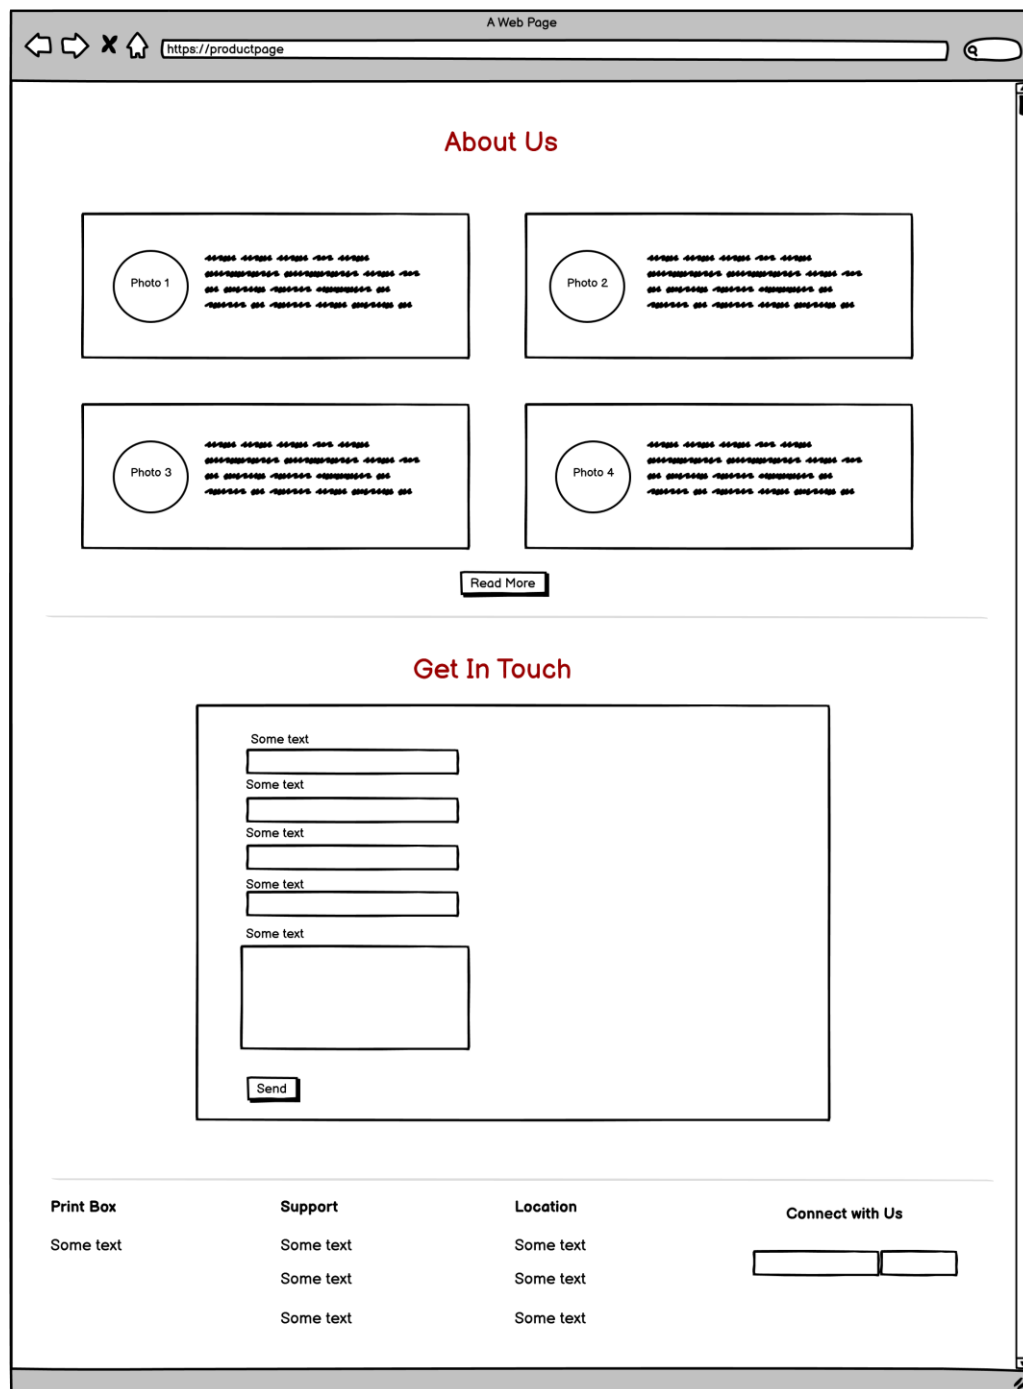 A Web Page
https://productpage
About Us
Photo 1
Photo 2
Photo 3
Photo 4
Read More
Get In Touch
Some text
Some text
Some text
Some text
Some text
Send
Print Box
Support
Location
Connect with Us
Some text
Some text
Some text
Some text
Some text
Some text
Some text